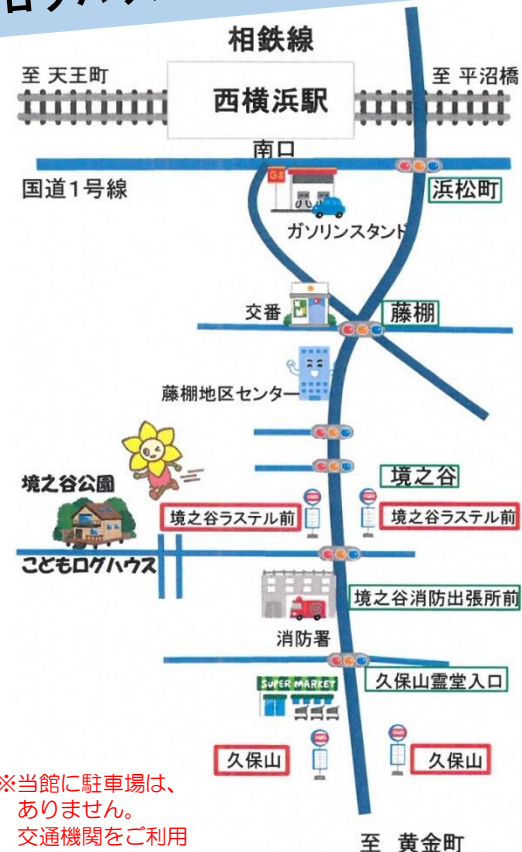 相鉄線
至 天王町
西横浜駅
至 平沼橋
南口
国道1号線
GS
浜松町
ガソリンスタンド
交番
藤棚
藤棚地区センター
境之谷
境之谷公園
境之谷ラステル前
境之谷ラステル前
こどもログハウス
境之谷消防出張所前
消防署
久保山霊堂入口
SUPER MARKET
久保山
久保山
※当館に駐車場は、
ありません。
交通機関をご利用
至 黄金町